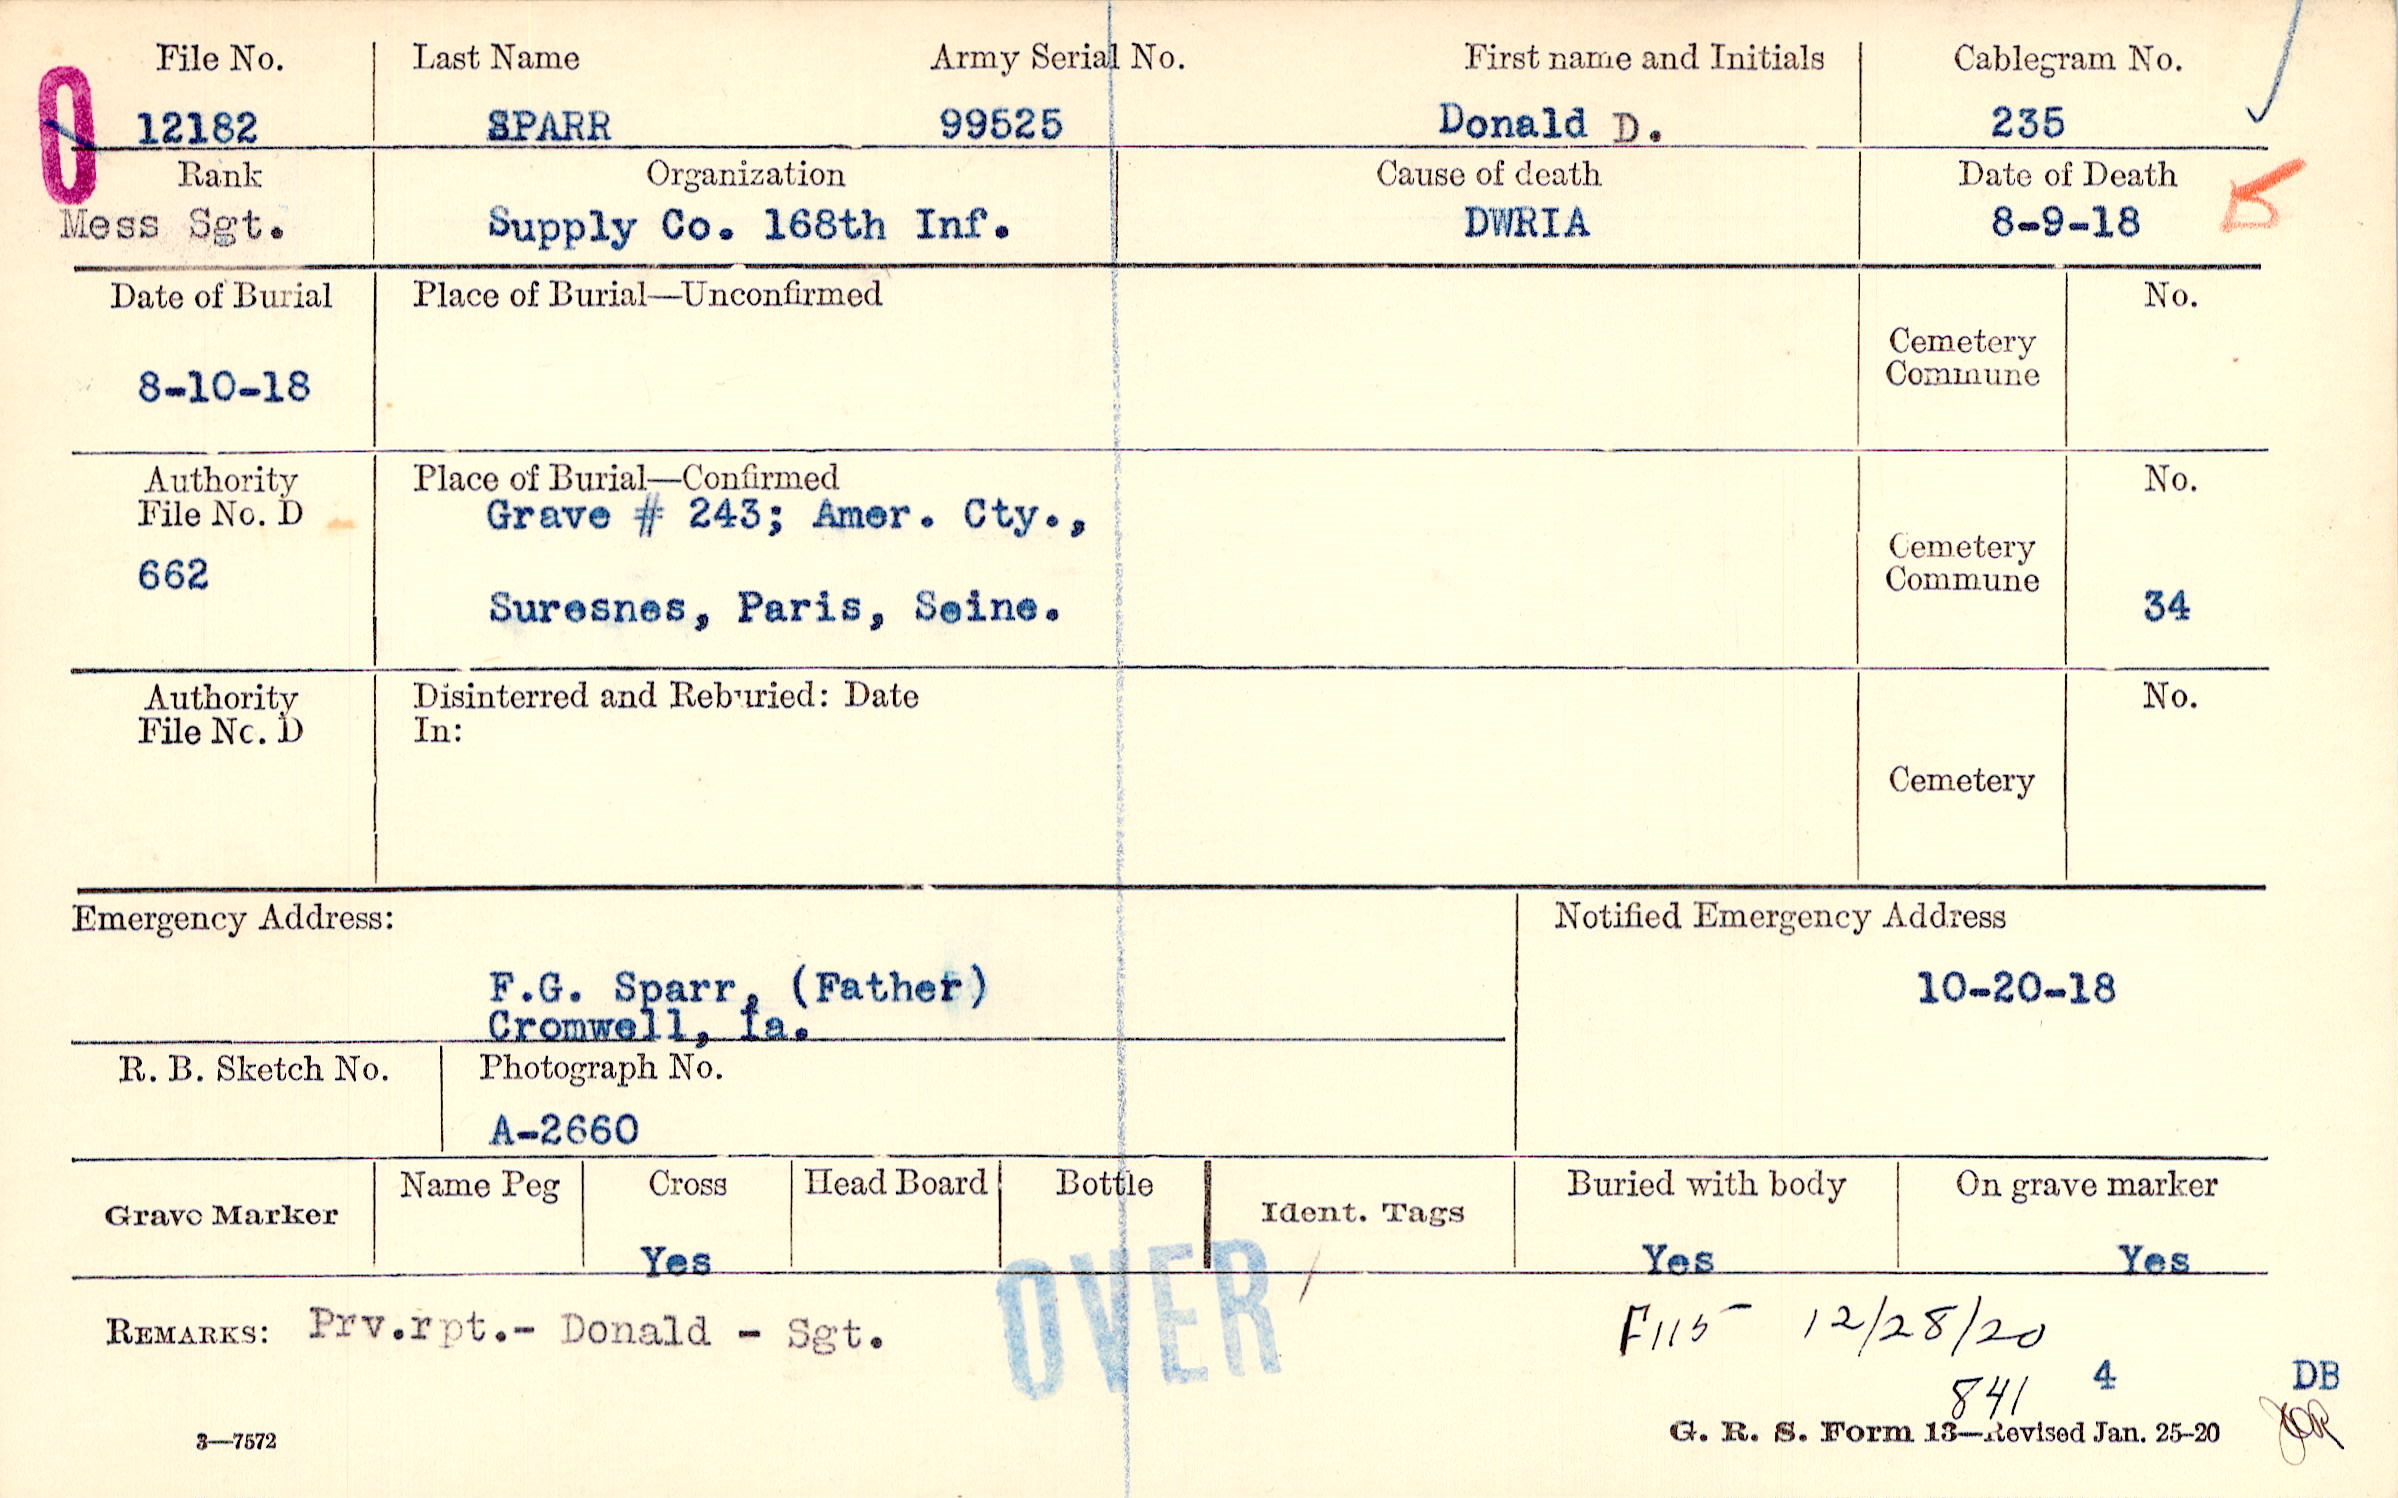 File No. Last Name Army Serial No. First name and Initials Cablegram No.
0 12182 SPARR 99525 Donald D. 235
Rank Organization Cause of death Date of Death
Mess Sgt. Supply Co. 168th Inf. DWRIA 8-9-18
Date of Burial Place of Burial—Unconfirmed No.
Cemetery
Commune
8-10-18
Authority Place of Burial—Confirmed No.
File No. D Grave # 243; Amer. Cty.,
Cemetery
Commune
662
Suresnes, Paris, Seine. 34
Authority Disinterred and Reburied: Date No.
File No. D In:
Cemetery
Emergency Address: Notified Emergency Address
F.G. Sparr, (Father) 10-20-18
Cromwell, Ia.
R. B. Sketch No. Photograph No.
A-2660
Name Peg Cross Head Board Bottle Buried with body On grave marker
Grave Marker Ident. Tags
Yes Yes Yes
OVER
REMARKS: Prv.rpt.- Donald - Sgt. F115 12/28/20
841 4 DB
3—7572 G. R. S. Form 13—Revised Jan. 25-20